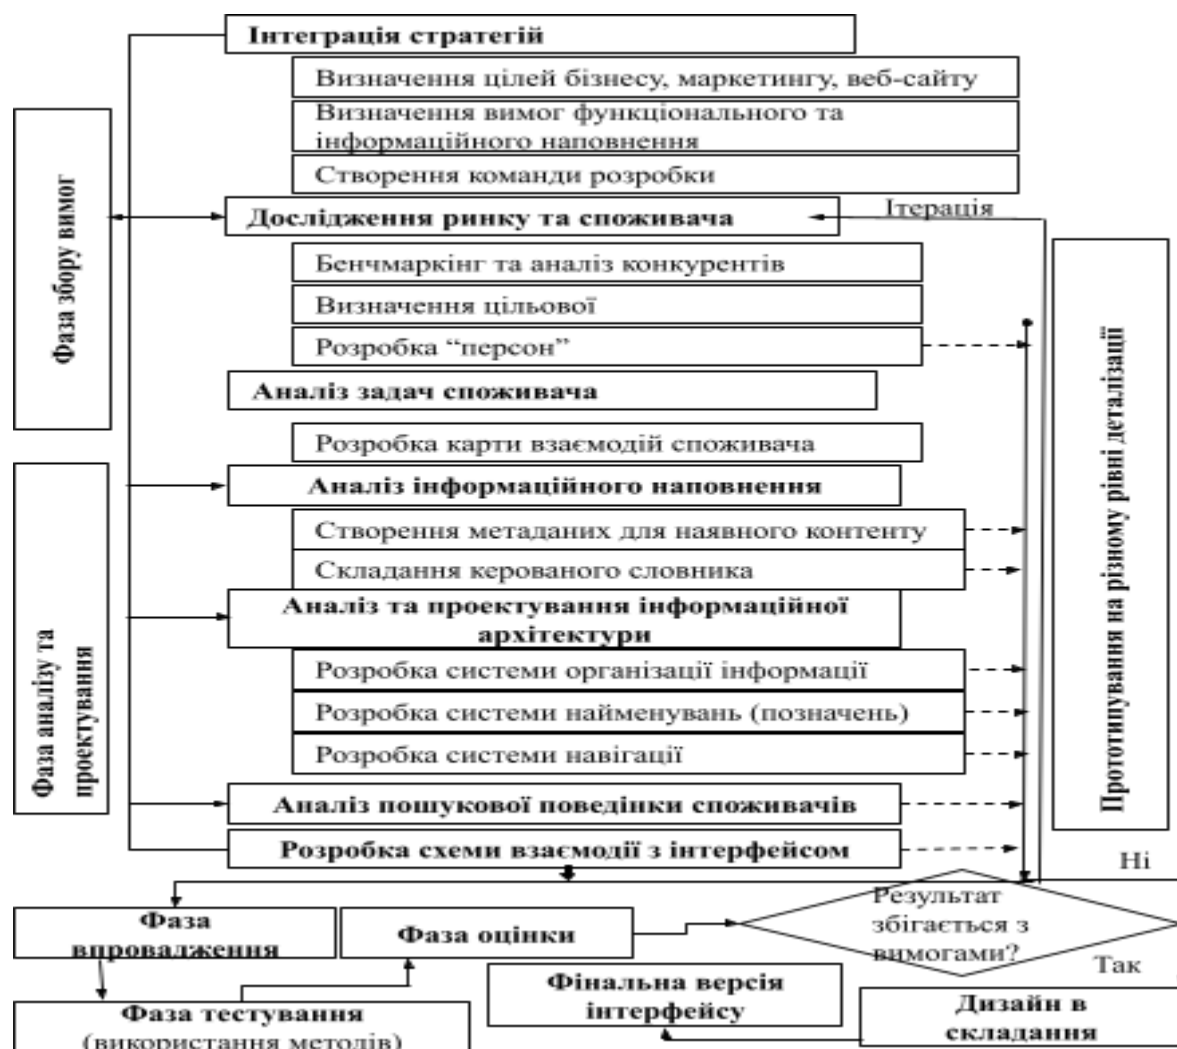 Інтеграція стратегій
Визначення цілей бізнесу, маркетингу, веб-сайту
Визначення вимог функціонального та
інформаційного наповнення
Створення команди розробки
Фаза збору вимог
Дослідження ринку та споживача
Ітерація
Бенчмаркінг та аналіз конкурентів
Визначення цільової
Розробка “персон”
Аналіз задач споживача
Розробка карти взаємодій споживача
Прототипування на різному рівні деталізації
Фаза аналізу та
проектування
Аналіз інформаційного наповнення
Створення метаданих для наявного контенту
Складання керованого словника
Аналіз та проектування інформаційної
архітектури
Розробка системи організації інформації
Розробка системи найменувань (позначень)
Розробка системи навігації
Аналіз пошукової поведінки споживачів
Розробка схеми взаємодії з інтерфейсом
Ні
Фаза
впровадження
Фаза оцінки
Результат
збігається з
вимогами?
Так
Фінальна версія
інтерфейсу
Дизайн в
складання
Фаза тестування
(використання методів)